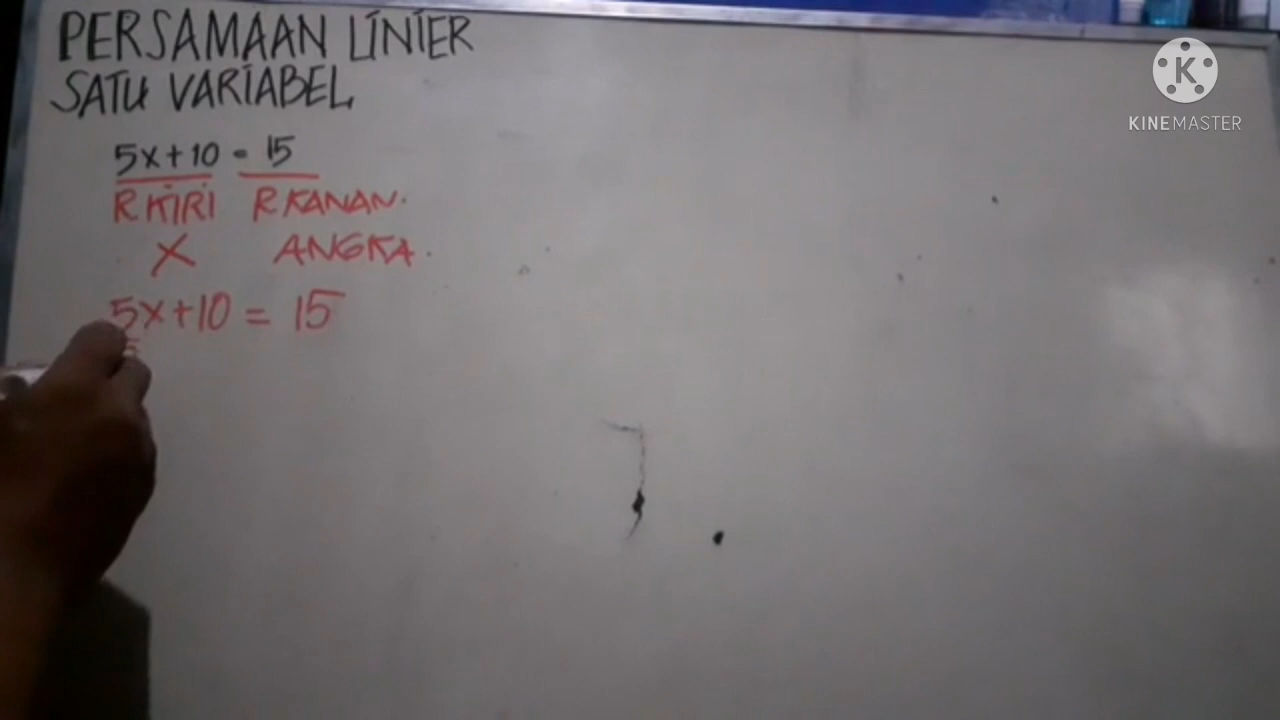 PERSAMAAN LINIER
SATU VARIABEL
5x+10 = 15
R KIRI R KANAN.
X ANGKA.
5x+10 = 15
K
KINEMASTER